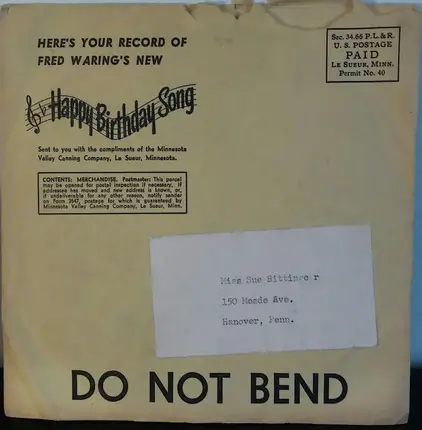 HERE'S YOUR RECORD OF
FRED WARING'S NEW
Happy Birthday Song
Sent to you with the compliments of the Minnesota
Valley Canning Company, Le Sueur, Minnesota.
CONTENTS: MERCHANDISE. Postmaster: This parcel
may be opened for postal inspection if necessary. If
addressee has moved and new address is known, or,
if undeliverable for any other reason, notify sender
on Form 3547, postage for which is guaranteed by
Minnesota Valley Canning Company, Le Sueur, Minn.
Sec. 34.66 P.L.&R.
U. S. POSTAGE
PAID
LE SUEUR, MINN.
Permit No. 40
Miss Sue
150 Meade Ave.
Hanover, Penn.
DO NOT BEND